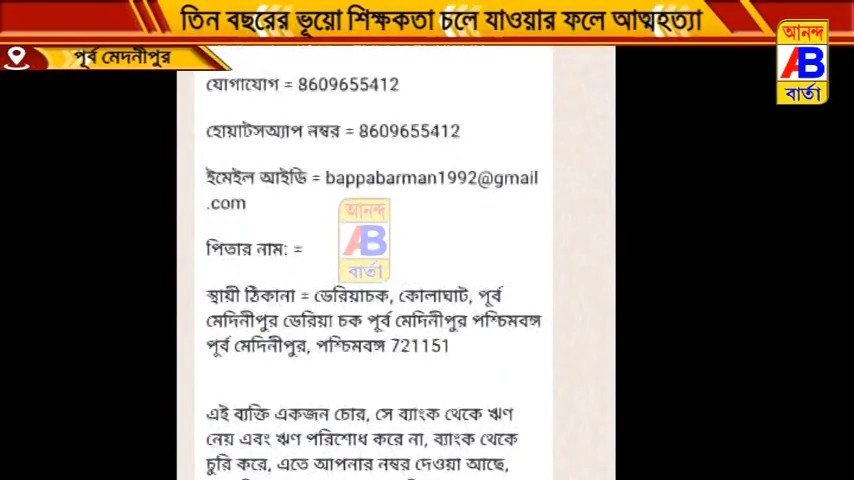 তিন বছরের ভূয়ো শিক্ষকতা চলে যাওয়ার ফলে আত্মহত্যা
পূর্ব মেদনীপুর
আনন্দ
AB
বার্তা
যোগাযোগ = 8609655412
হোয়াটসঅ্যাপ নম্বর = 8609655412
ইমেইল আইডি = bappabarman1992@gmail
.com
আনন্দ
AB
বার্তা
পিতার নাম: =
স্থায়ী ঠিকানা = ডেরিয়াচক, কোলাঘাট, পূর্ব
মেদিনীপুর ডেরিয়া চক পূর্ব মেদিনীপুর পশ্চিমবঙ্গ
পূর্ব মেদিনীপুর, পশ্চিমবঙ্গ 721151
এই ব্যক্তি একজন চোর, সে ব্যাংক থেকে ঋণ
নেয় এবং ঋণ পরিশোধ করে না, ব্যাংক থেকে
চুরি করে, এতে আপনার নম্বর দেওয়া আছে,